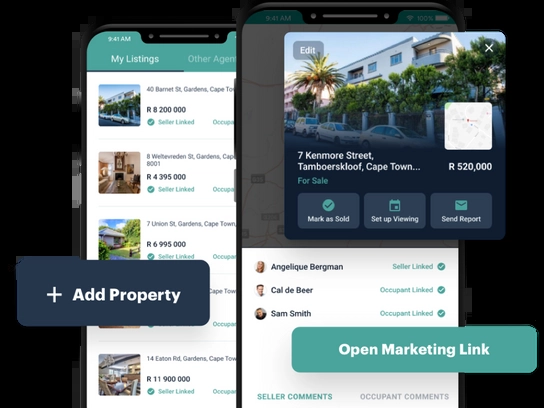 9:41 AM
My Listings
Other Agent
40 Barnet St, Gardens, Cape Tow
R 8 200 000
Seller Linked
Occupa
8 Weltevreden St, Gardens, Cape
8001
R 4 395 000
Seller Linked
Occupa
7 Union St, Gardens, Cape Town,
R 6 995 000
Seller Linked
Occupa
+ Add Property
Cape Tow
Occupa
14 Eaton Rd, Gardens, Cape Town
R 11 900 000
Seller Linked
Occupa
9:41 AM
100%
Edit
7 Kenmore Street,
Tamboerskloof, Cape Town...
R 520,000
For Sale
Mark as Sold
Set up Viewing
Send Report
Angelique Bergman
Seller Linked
Cal de Beer
Occupant Linked
Sam Smith
Occupant Linked
Open Marketing Link
SELLER COMMENTS
OCCUPANT COMMENTS